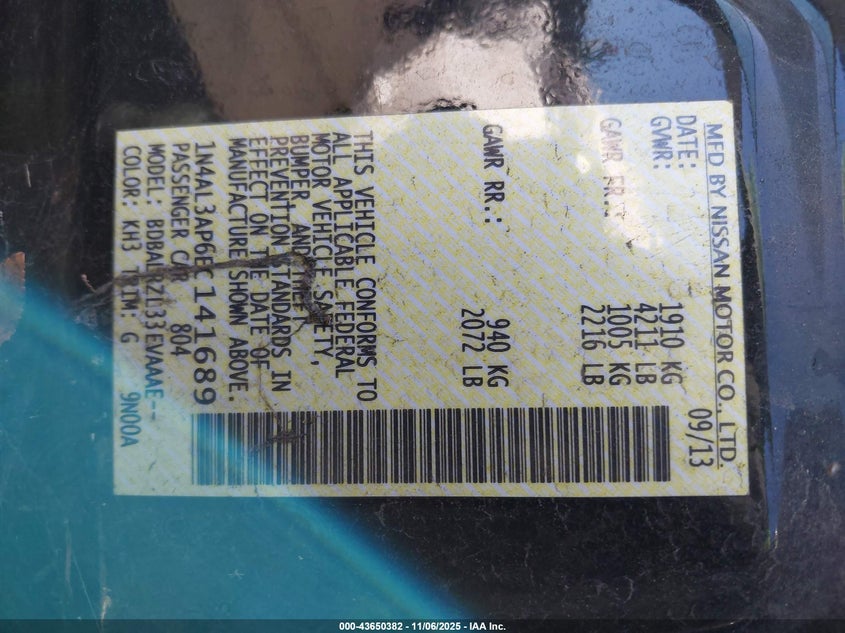 MFD BY NISSAN MOTOR CO., LTD.
DATE: 09/13
GVWR: 1910 KG
4211 LB
GAWR FR.: 1005 KG
2216 LB
GAWR RR.: 940 KG
2072 LB
THIS VEHICLE CONFORMS TO
ALL APPLICABLE FEDERAL
MOTOR VEHICLE SAFETY,
BUMPER, AND THEFT
PREVENTION STANDARDS IN
EFFECT ON THE DATE OF
MANUFACTURE SHOWN ABOVE.
1N4AL3AP6EC141689
PASSENGER CAR 804
MODEL: EVAAAE--
COLOR: KH3 TRIM: G 9N00A
000-43650382 - 11/06/2025 - IAA Inc.